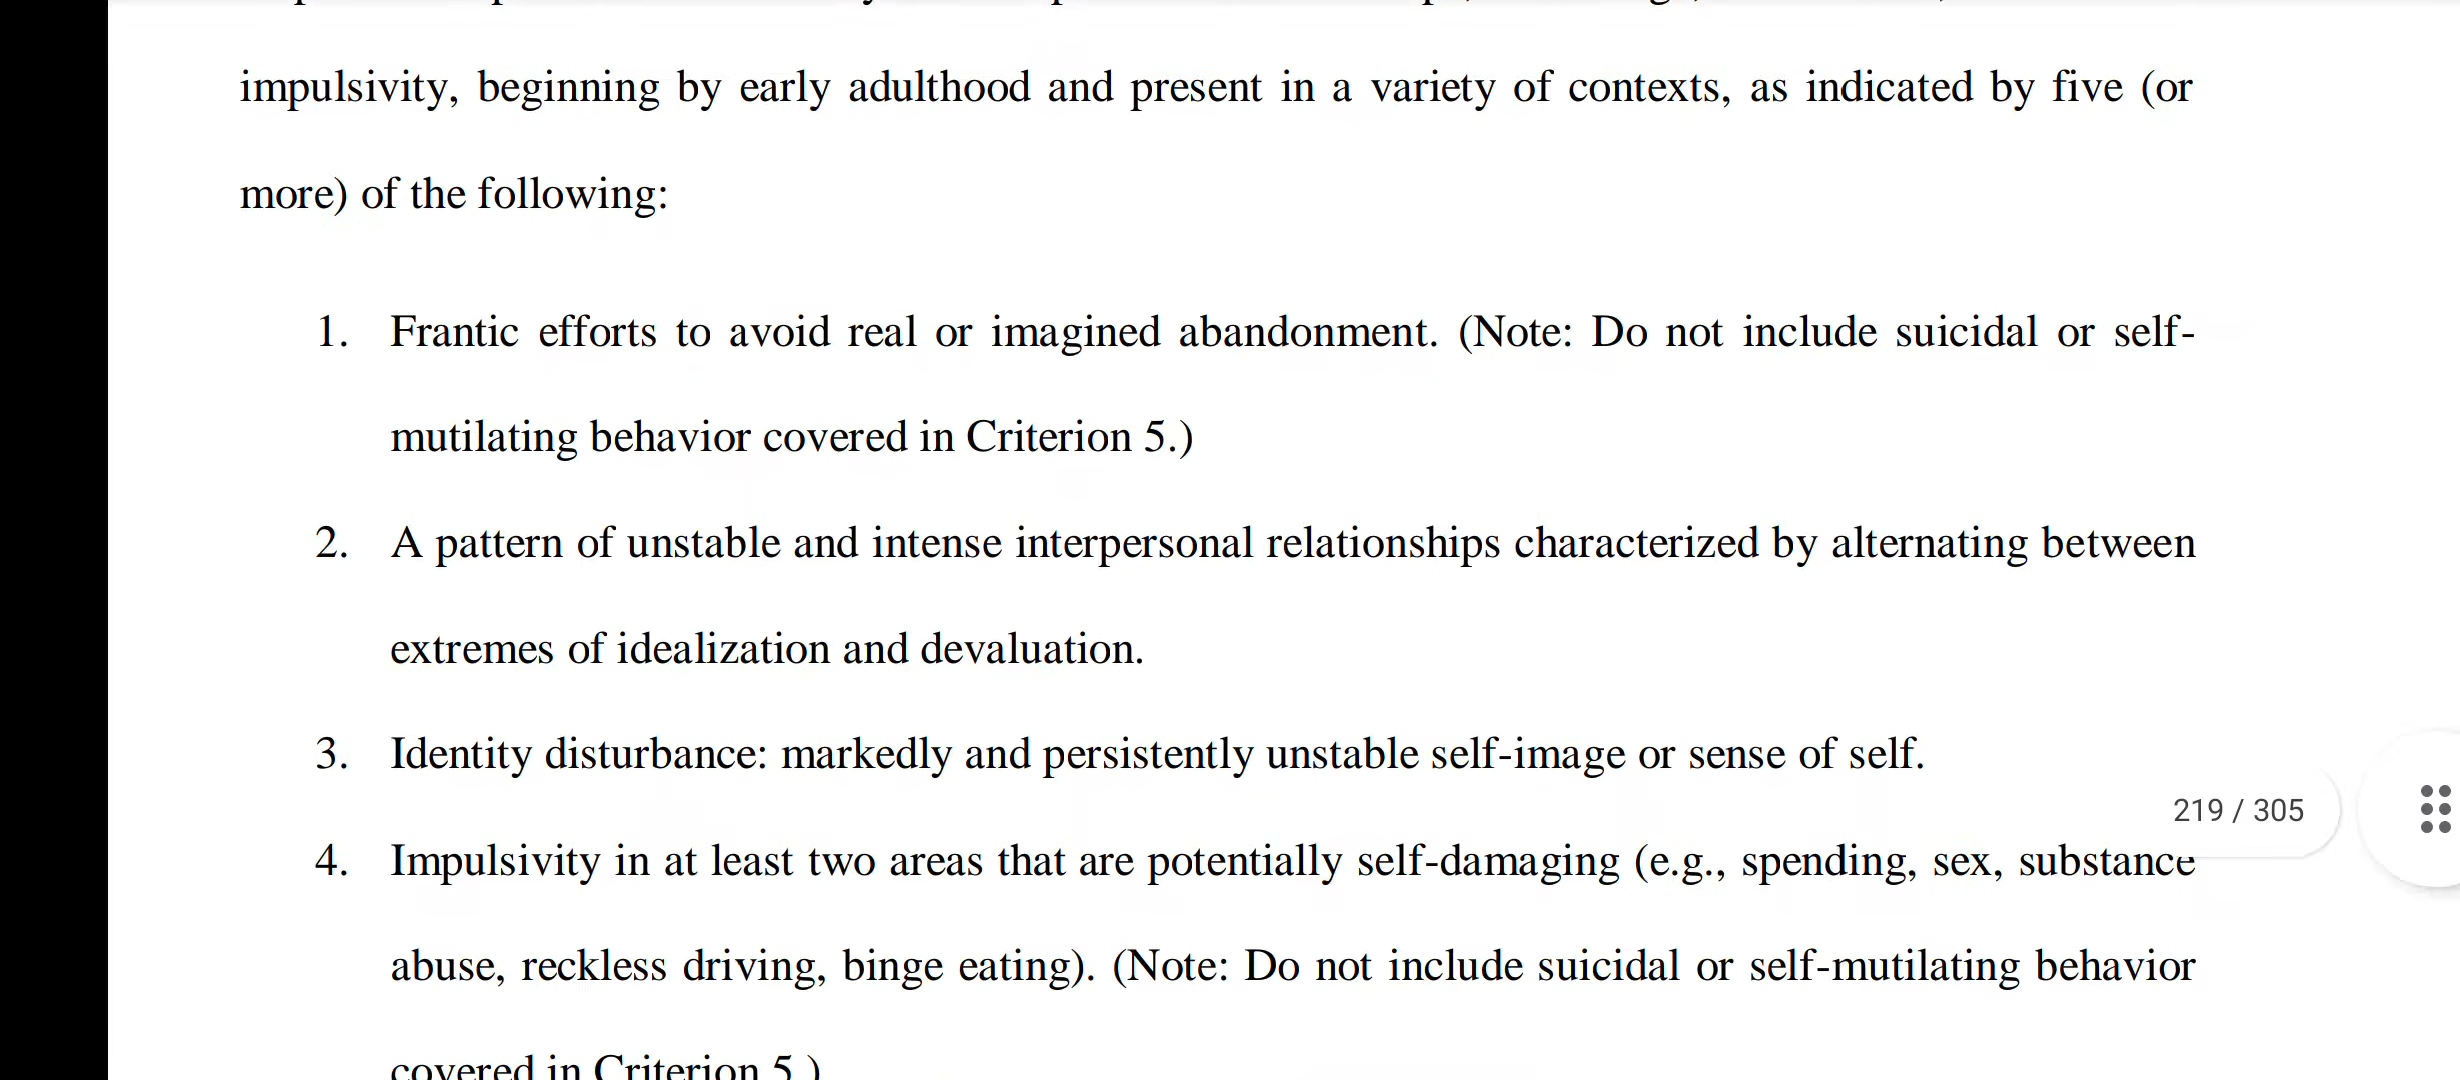 impulsivity, beginning by early adulthood and present in a variety of contexts, as indicated by five (or
more) of the following:
1. Frantic efforts to avoid real or imagined abandonment. (Note: Do not include suicidal or self-
mutilating behavior covered in Criterion 5.)
2. A pattern of unstable and intense interpersonal relationships characterized by alternating between
extremes of idealization and devaluation.
3. Identity disturbance: markedly and persistently unstable self-image or sense of self.
219 / 305
4. Impulsivity in at least two areas that are potentially self-damaging (e.g., spending, sex, substance
abuse, reckless driving, binge eating). (Note: Do not include suicidal or self-mutilating behavior
covered in Criterion 5.)